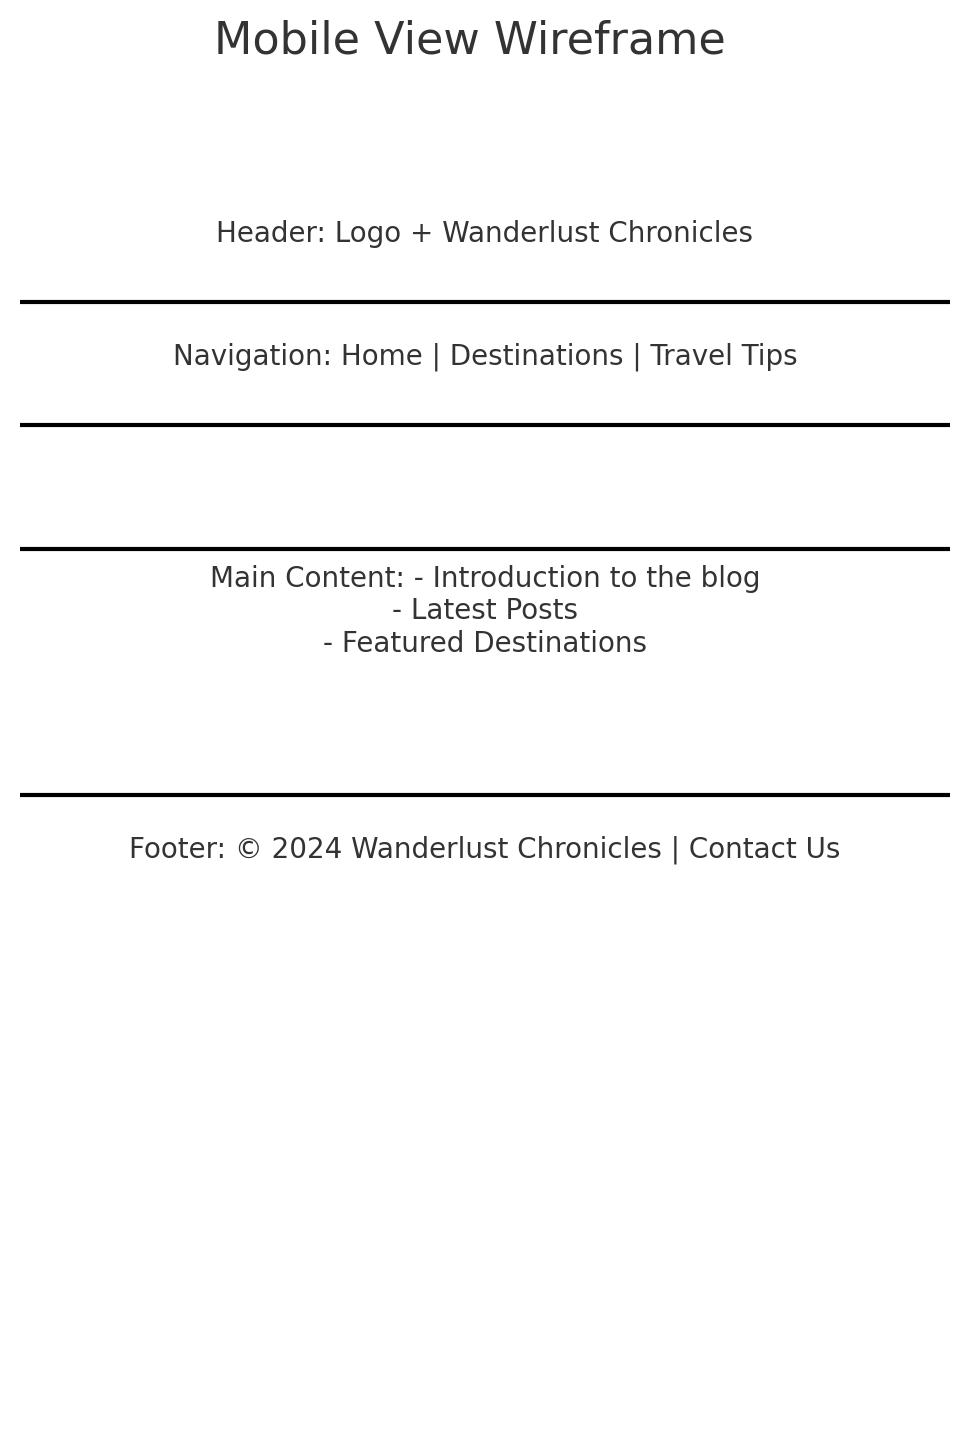 Mobile View Wireframe
Header: Logo + Wanderlust Chronicles
Navigation: Home | Destinations | Travel Tips
Main Content: - Introduction to the blog
- Latest Posts
- Featured Destinations
Footer: © 2024 Wanderlust Chronicles | Contact Us